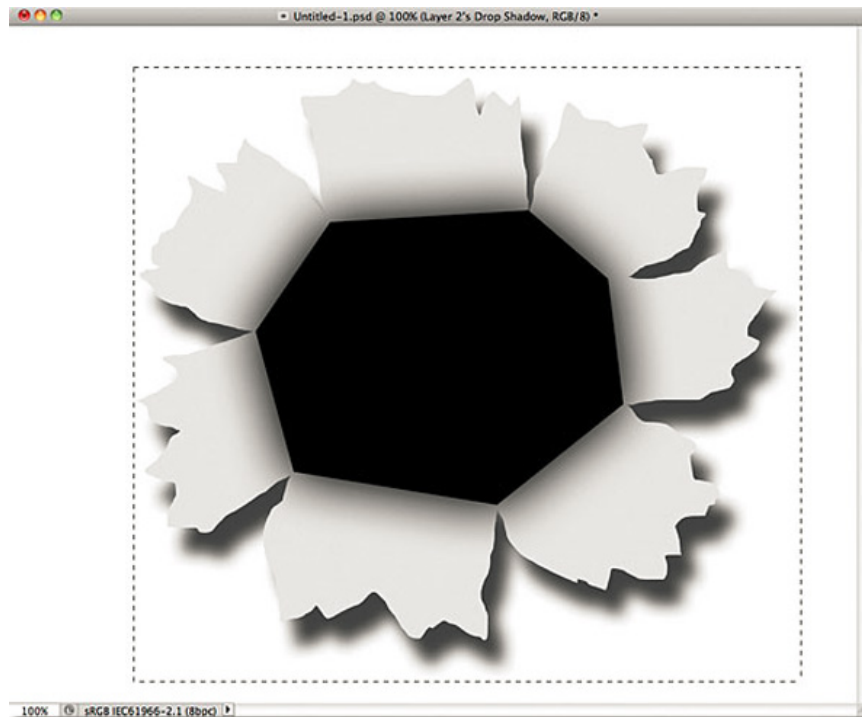 Untitled-1.psd @ 100% (Layer 2's Drop Shadow, RGB/8) *
100% sRGB IEC61966-2.1 (8bpc)